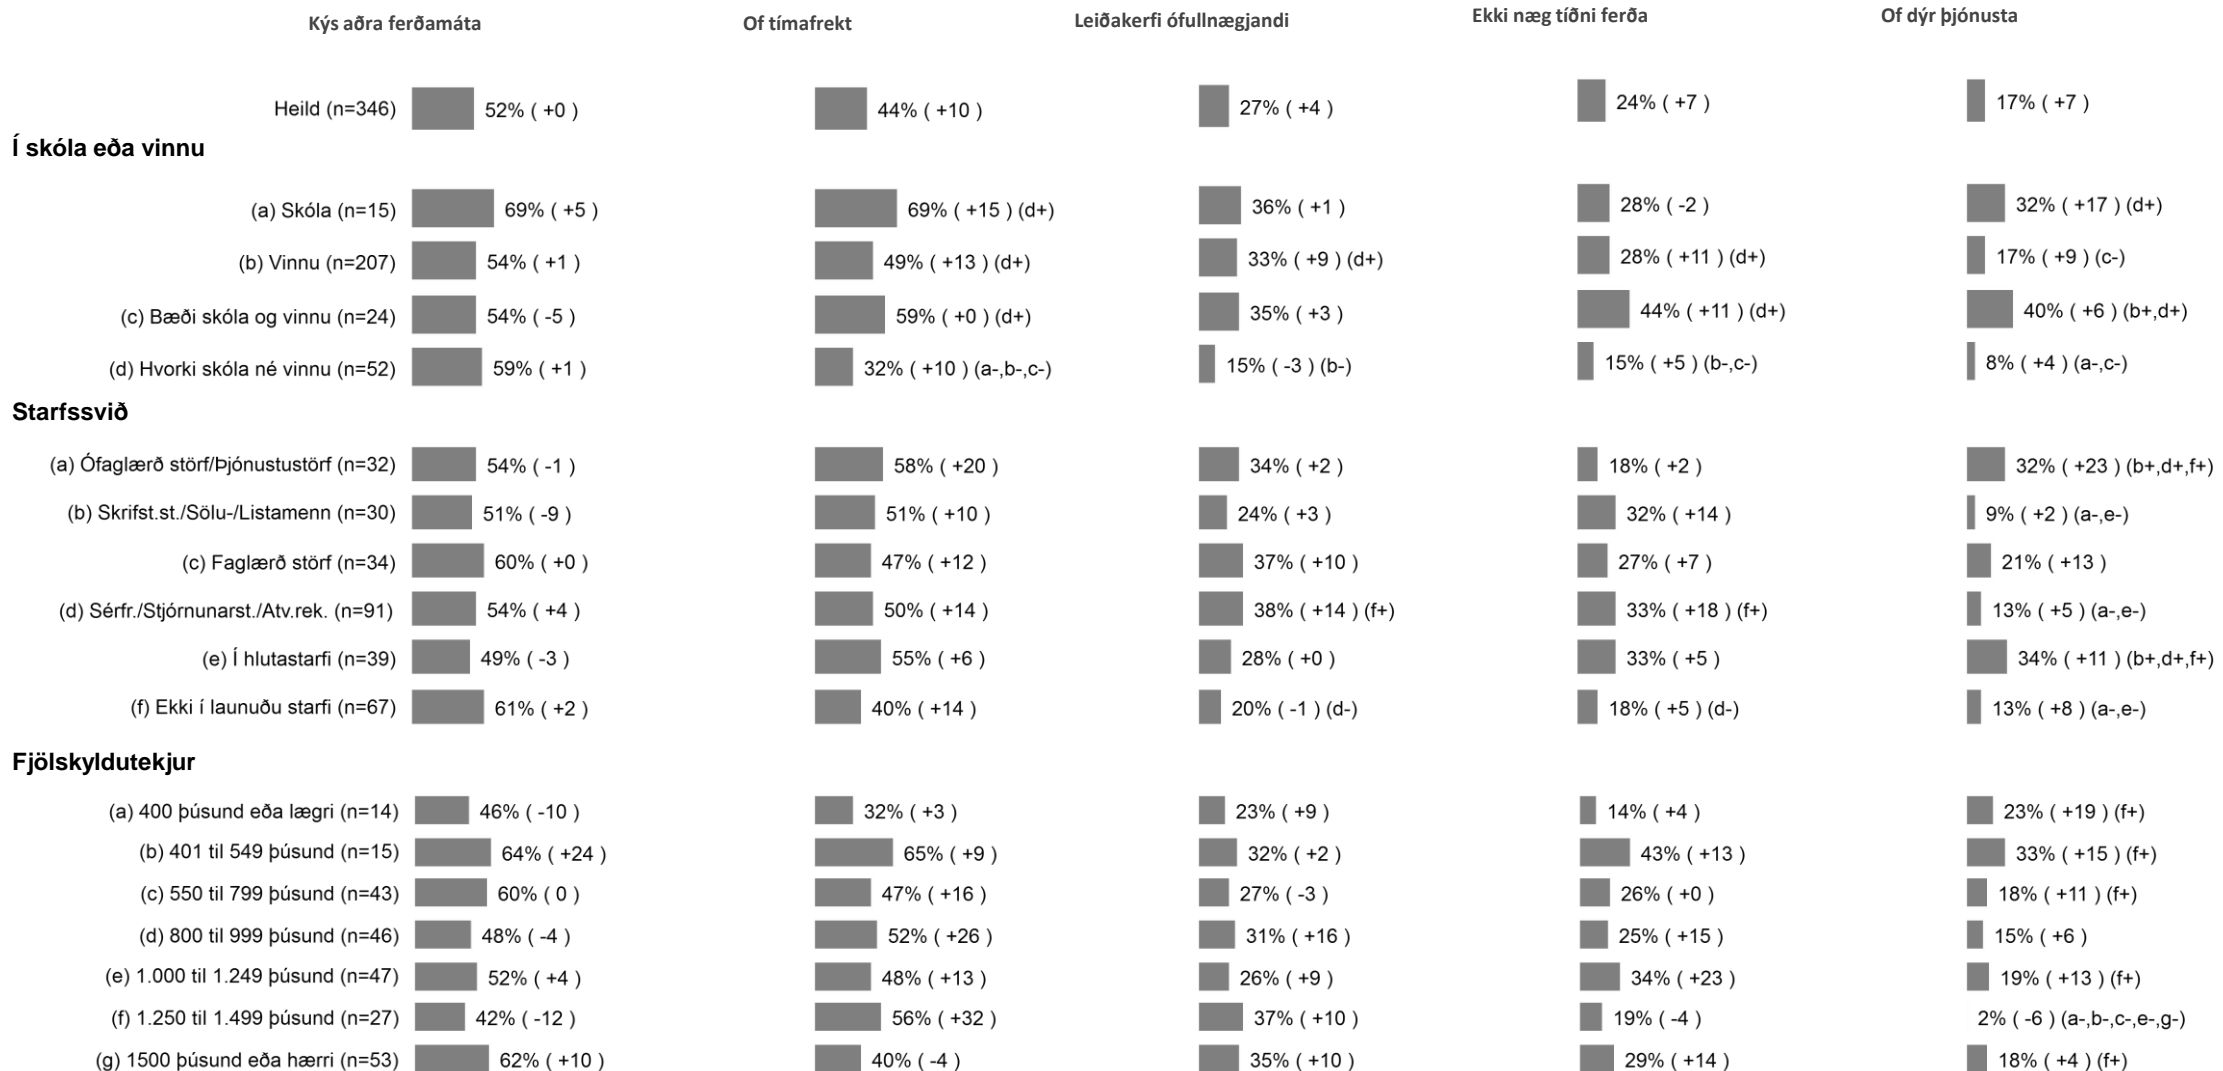 Kýs aðra ferðamáta Of tímafrekt Leiðakerfi ófullnægjandi Ekki næg tíðni ferða Of dýr þjónusta
Heild (n=346) 52% ( +0 ) 44% ( +10 ) 27% ( +4 ) 24% ( +7 ) 17% ( +7 )
Í skóla eða vinnu
(a) Skóla (n=15) 69% ( +5 ) 69% ( +15 ) (d+) 36% ( +1 ) 28% ( -2 ) 32% ( +17 ) (d+)
(b) Vinnu (n=207) 54% ( +1 ) 49% ( +13 ) (d+) 33% ( +9 ) (d+) 28% ( +11 ) (d+) 17% ( +9 ) (c-)
(c) Bæði skóla og vinnu (n=24) 54% ( -5 ) 59% ( +0 ) (d+) 35% ( +3 ) 44% ( +11 ) (d+) 40% ( +6 ) (b+,d+)
(d) Hvorki skóla né vinnu (n=52) 59% ( +1 ) 32% ( +10 ) (a-,b-,c-) 15% ( -3 ) (b-) 15% ( +5 ) (b-,c-) 8% ( +4 ) (a-,c-)
Starfssvið
(a) Ófaglærð störf/Þjónustustörf (n=32) 54% ( -1 ) 58% ( +20 ) 34% ( +2 ) 18% ( +2 ) 32% ( +23 ) (b+,d+,f+)
(b) Skrifst.st./Sölu-/Listamenn (n=30) 51% ( -9 ) 51% ( +10 ) 24% ( +3 ) 32% ( +14 ) 9% ( +2 ) (a-,e-)
(c) Faglærð störf (n=34) 60% ( +0 ) 47% ( +12 ) 37% ( +10 ) 27% ( +7 ) 21% ( +13 )
(d) Sérfr./Stjórnunarst./Atv.rek. (n=91) 54% ( +4 ) 50% ( +14 ) 38% ( +14 ) (f+) 33% ( +18 ) (f+) 13% ( +5 ) (a-,e-)
(e) Í hlutastarfi (n=39) 49% ( -3 ) 55% ( +6 ) 28% ( +0 ) 33% ( +5 ) 34% ( +11 ) (b+,d+,f+)
(f) Ekki í launuðu starfi (n=67) 61% ( +2 ) 40% ( +14 ) 20% ( -1 ) (d-) 18% ( +5 ) (d-) 13% ( +8 ) (a-,e-)
Fjölskyldutekjur
(a) 400 þúsund eða lægri (n=14) 46% ( -10 ) 32% ( +3 ) 23% ( +9 ) 14% ( +4 ) 23% ( +19 ) (f+)
(b) 401 til 549 þúsund (n=15) 64% ( +24 ) 65% ( +9 ) 32% ( +2 ) 43% ( +13 ) 33% ( +15 ) (f+)
(c) 550 til 799 þúsund (n=43) 60% ( 0 ) 47% ( +16 ) 27% ( -3 ) 26% ( +0 ) 18% ( +11 ) (f+)
(d) 800 til 999 þúsund (n=46) 48% ( -4 ) 52% ( +26 ) 31% ( +16 ) 25% ( +15 ) 15% ( +6 )
(e) 1.000 til 1.249 þúsund (n=47) 52% ( +4 ) 48% ( +13 ) 26% ( +9 ) 34% ( +23 ) 19% ( +13 ) (f+)
(f) 1.250 til 1.499 þúsund (n=27) 42% ( -12 ) 56% ( +32 ) 37% ( +10 ) 19% ( -4 ) 2% ( -6 ) (a-,b-,c-,e-,g-)
(g) 1500 þúsund eða hærri (n=53) 62% ( +10 ) 40% ( -4 ) 35% ( +10 ) 29% ( +14 ) 18% ( +4 ) (f+)